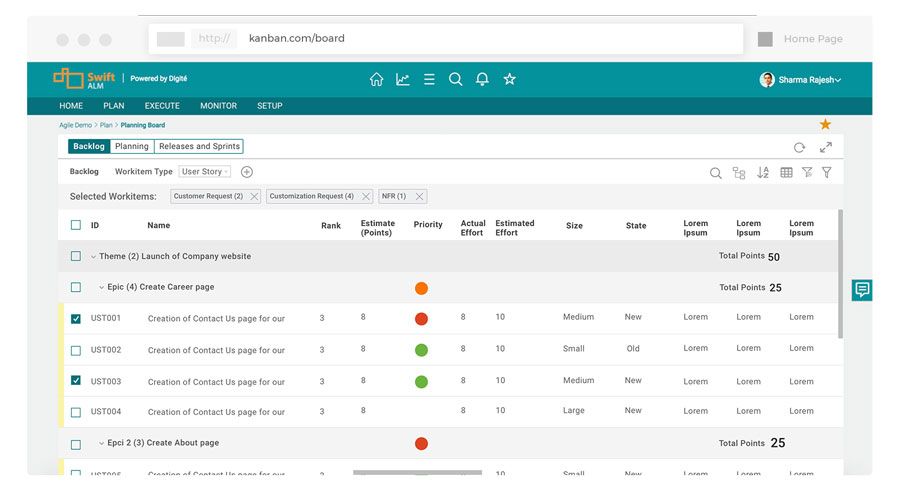 http:// kanban.com/board Home Page
Swift ALM | Powered by Digité Sharma Rajesh
HOME PLAN EXECUTE MONITOR SETUP
Agile Demo > Plan > Planning Board
Backlog Planning Releases and Sprints
Backlog Workitem Type User Story
Selected Workitems: Customer Request (2) Customization Request (4) NFR (1)
ID Name Rank Estimate (Points) Priority Actual Effort Estimated Effort Size State Lorem Ipsum Lorem Ipsum Lorem Ipsum
Theme (2) Launch of Company website Total Points 50
Epic (4) Create Career page Total Points 25
UST001 Creation of Contact Us page for our 3 8 8 10 Medium New Lorem Lorem Lorem
UST002 Creation of Contact Us page for our 3 8 8 10 Small Old Lorem Lorem Lorem
UST003 Creation of Contact Us page for our 3 8 8 10 Medium New Lorem Lorem Lorem
UST004 Creation of Contact Us page for our 3 8 8 10 Large New Lorem Lorem Lorem
Epci 2 (3) Create About page Total Points 25
UST005 Creation of Contact Us page for our 10 Small New Lorem Lorem Lorem